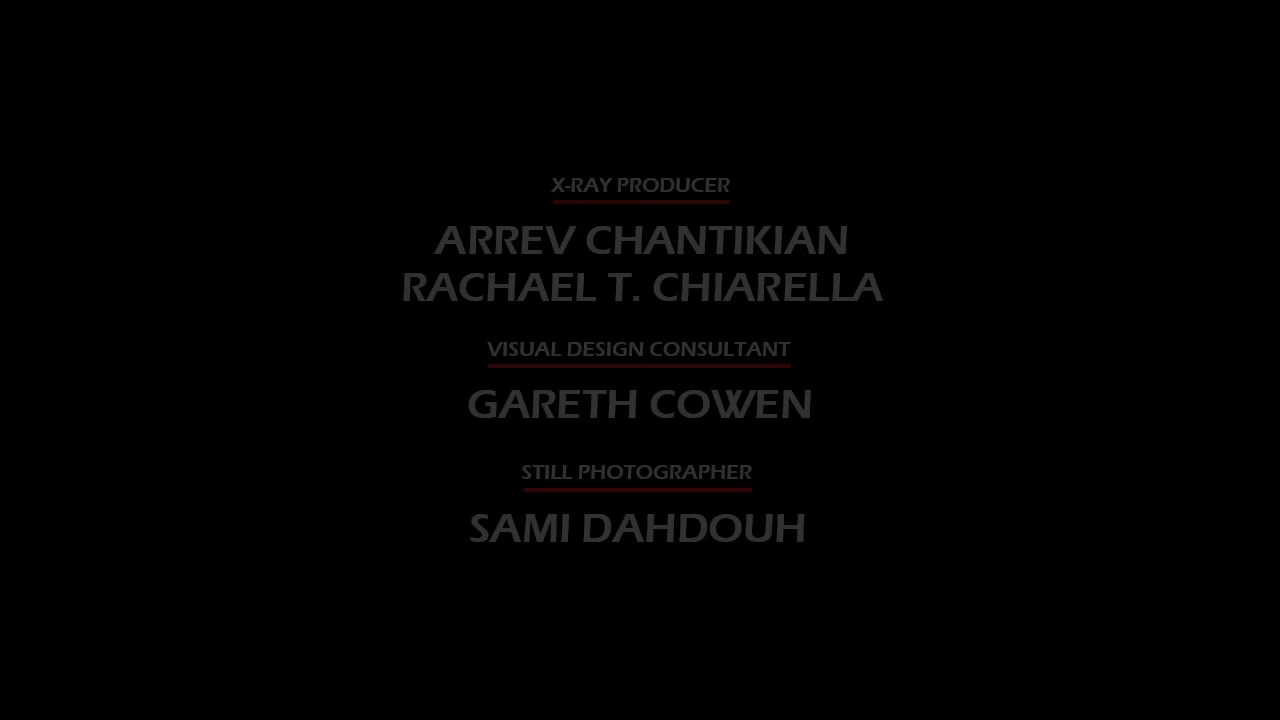 X-RAY PRODUCER
ARREV CHANTIKIAN
RACHAEL T. CHIARELLA
VISUAL DESIGN CONSULTANT
GARETH COWEN
STILL PHOTOGRAPHER
SAMI DAHDOUH